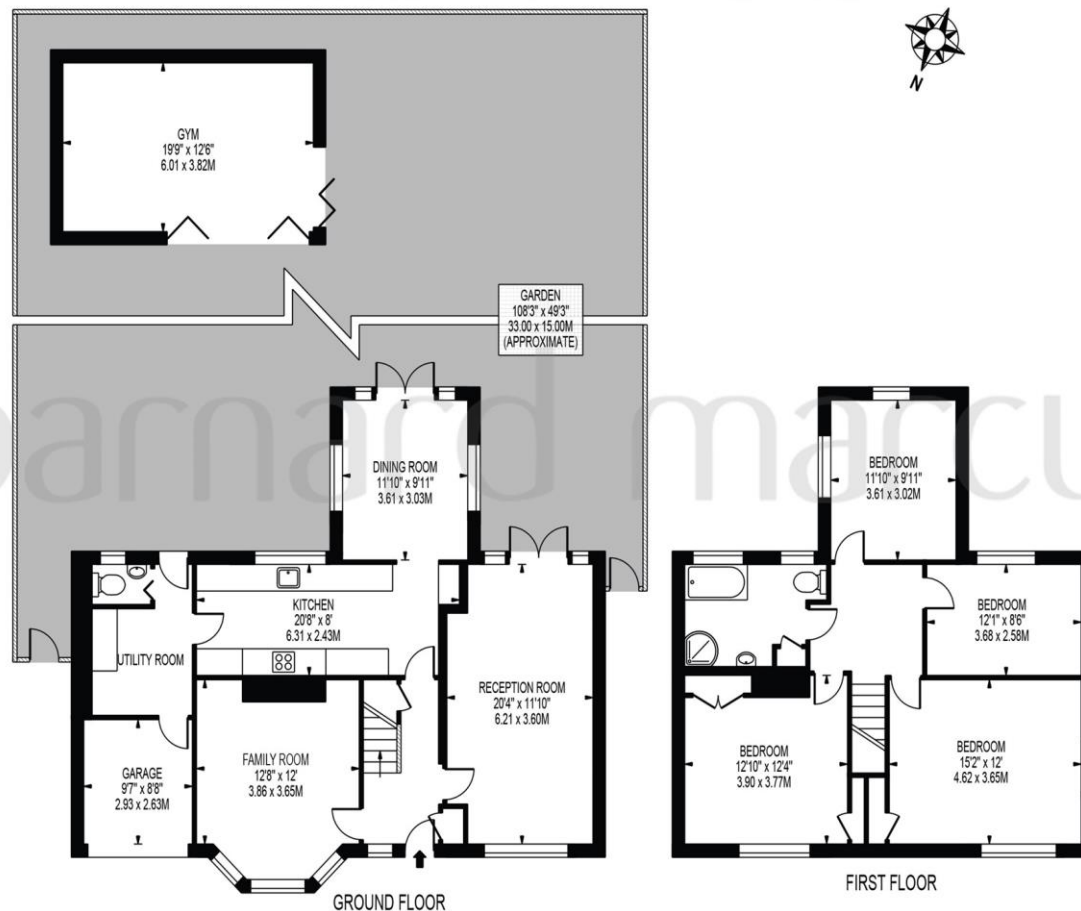 N
GYM
19'9" x 12'6"
6.01 x 3.82M
GARDEN
108'3" x 49'3"
33.00 x 15.00M
(APPROXIMATE)
barnard marcu
DINING ROOM
11'10" x 9'11"
3.61 x 3.03M
KITCHEN
20'8" x 8'
6.31 x 2.43M
UTILITY ROOM
RECEPTION ROOM
20'4" x 11'10"
6.21 x 3.60M
FAMILY ROOM
12'8" x 12'
3.86 x 3.65M
GARAGE
9'7" x 8'8"
2.93 x 2.63M
GROUND FLOOR
BEDROOM
11'10" x 9'11"
3.61 x 3.02M
BEDROOM
12'1" x 8'6"
3.68 x 2.58M
BEDROOM
12'10" x 12'4"
3.90 x 3.77M
BEDROOM
15'2" x 12'
4.62 x 3.65M
FIRST FLOOR